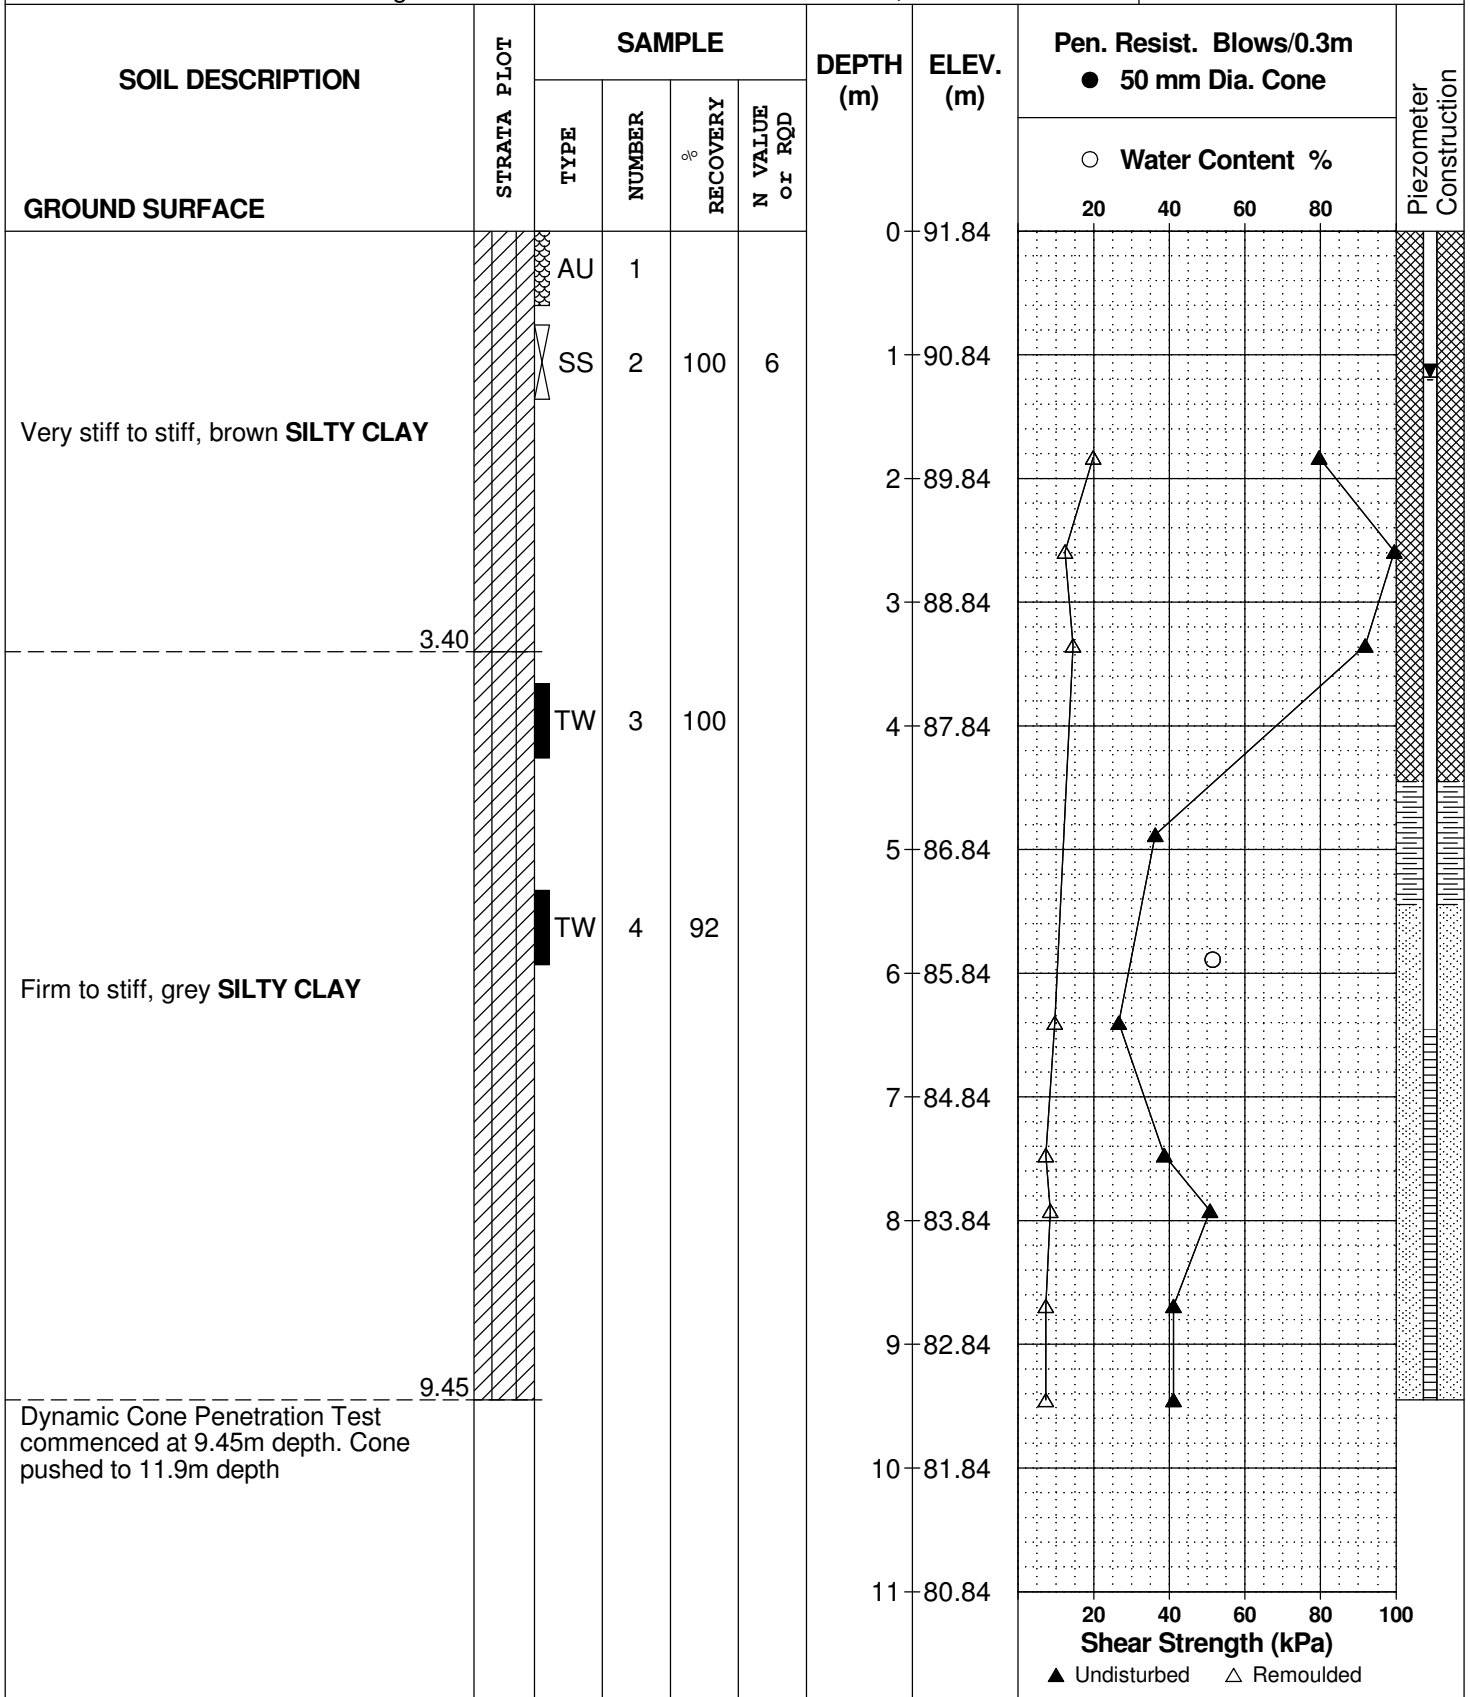 SOIL DESCRIPTION
GROUND SURFACE
STRATA PLOT
SAMPLE
TYPE
NUMBER
%
RECOVERY
N VALUE
or RQD
DEPTH
(m)
ELEV.
(m)
Pen. Resist. Blows/0.3m
50 mm Dia. Cone
Water Content %
20 40 60 80
Piezometer
Construction
0 91.84
AU 1
1 90.84
SS 2 100 6
Very stiff to stiff, brown SILTY CLAY
2 89.84
3 88.84
3.40
TW 3 100
4 87.84
5 86.84
TW 4 92
6 85.84
Firm to stiff, grey SILTY CLAY
7 84.84
8 83.84
9 82.84
9.45
Dynamic Cone Penetration Test
commenced at 9.45m depth. Cone
pushed to 11.9m depth
10 81.84
11 80.84
20 40 60 80 100
Shear Strength (kPa)
Undisturbed Remoulded